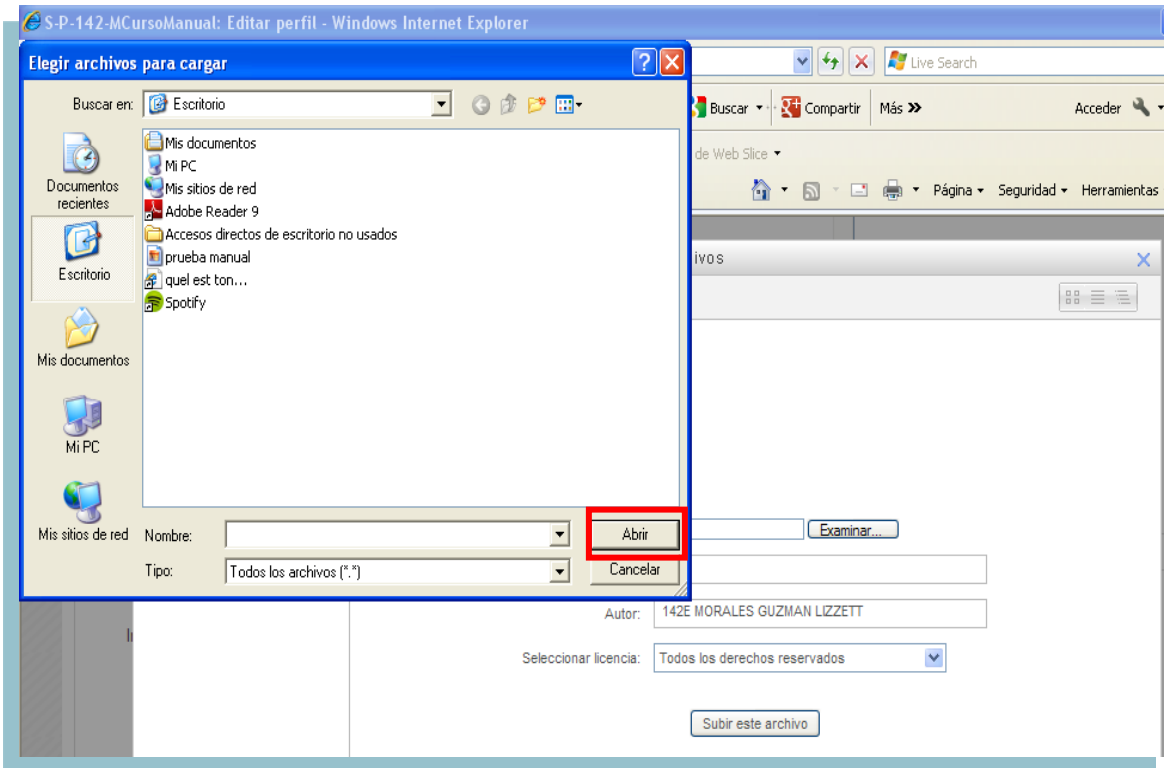 S-P-142-MCursoManual: Editar perfil - Windows Internet Explorer
Elegir archivos para cargar
Live Search
Buscar en: Escritorio
Buscar
Compartir
Más
Acceder
de Web Slice
Página
Seguridad
Herramientas
Documentos
recientes
Escritorio
Mis documentos
Mi PC
Mis sitios de red
Mis documentos
Mi PC
Mis sitios de red
Adobe Reader 9
Accesos directos de escritorio no usados
prueba manual
quel est ton...
Spotify
ivos
Nombre:
Abrir
Examinar...
Tipo: Todos los archivos (*.*)
Cancelar
Autor: 142E MORALES GUZMAN LIZZETT
Seleccionar licencia: Todos los derechos reservados
Subir este archivo